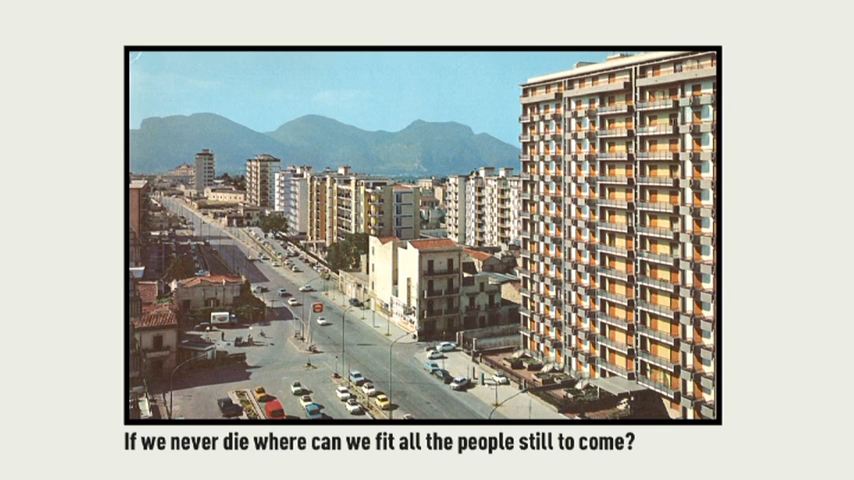 If we never die where can we fit all the people still to come?